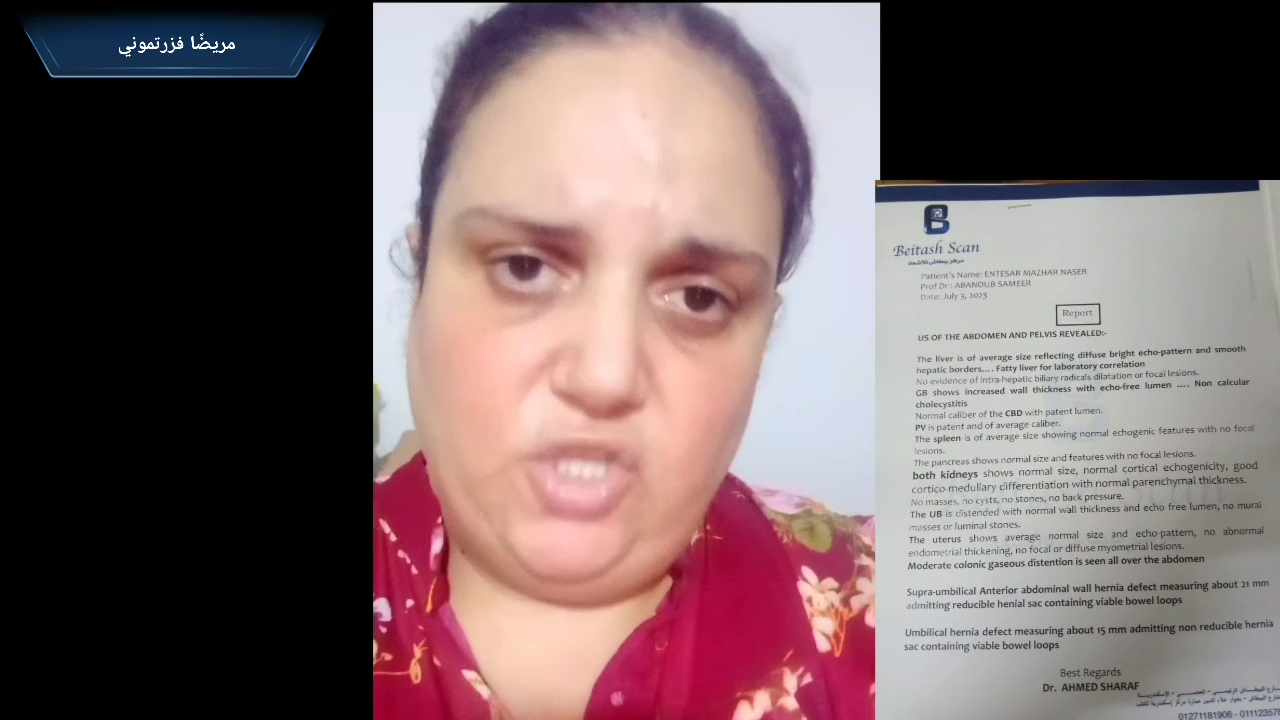 مريضًا فزرتموني
Beitash Scan
مركز بيطاش للأشعة
Patient's Name: ENTESAR MAZHAR NASER
Prof Dr : ABANOUB SAMEER
Date: July 3, 2023
Report
US OF THE ABDOMEN AND PELVIS REVEALED:-
The liver is of average size reflecting diffuse bright echo-pattern and smooth
hepatic borders.... Fatty liver for laboratory correlation
No evidence of intra-hepatic biliary radicals dilatation or focal lesions.
GB shows increased wall thickness with echo-free lumen .... Non calcular
cholecystitis
Normal caliber of the CBD with patent lumen.
PV is patent and of average caliber.
The spleen is of average size showing normal echogenic features with no focal
lesions.
The pancreas shows normal size and features with no focal lesions.
both kidneys shows normal size, normal cortical echogenicity, good
cortico-medullary differentiation with normal parenchymal thickness.
No masses, no cysts, no stones, no back pressure.
The UB is distended with normal wall thickness and echo free lumen, no mural
masses or luminal stones.
The uterus shows average normal size and echo-pattern, no abnormal
endometrial thickening, no focal or diffuse myometrial lesions.
Moderate colonic gaseous distention is seen all over the abdomen
Supra-umbilical Anterior abdominal wall hernia defect measuring about 21 mm
admitting reducible henial sac containing viable bowel loops
Umbilical hernia defect measuring about 15 mm admitting non reducible hernia
sac containing viable bowel loops
Best Regards
Dr. AHMED SHARAF
01271181906 - 011123578